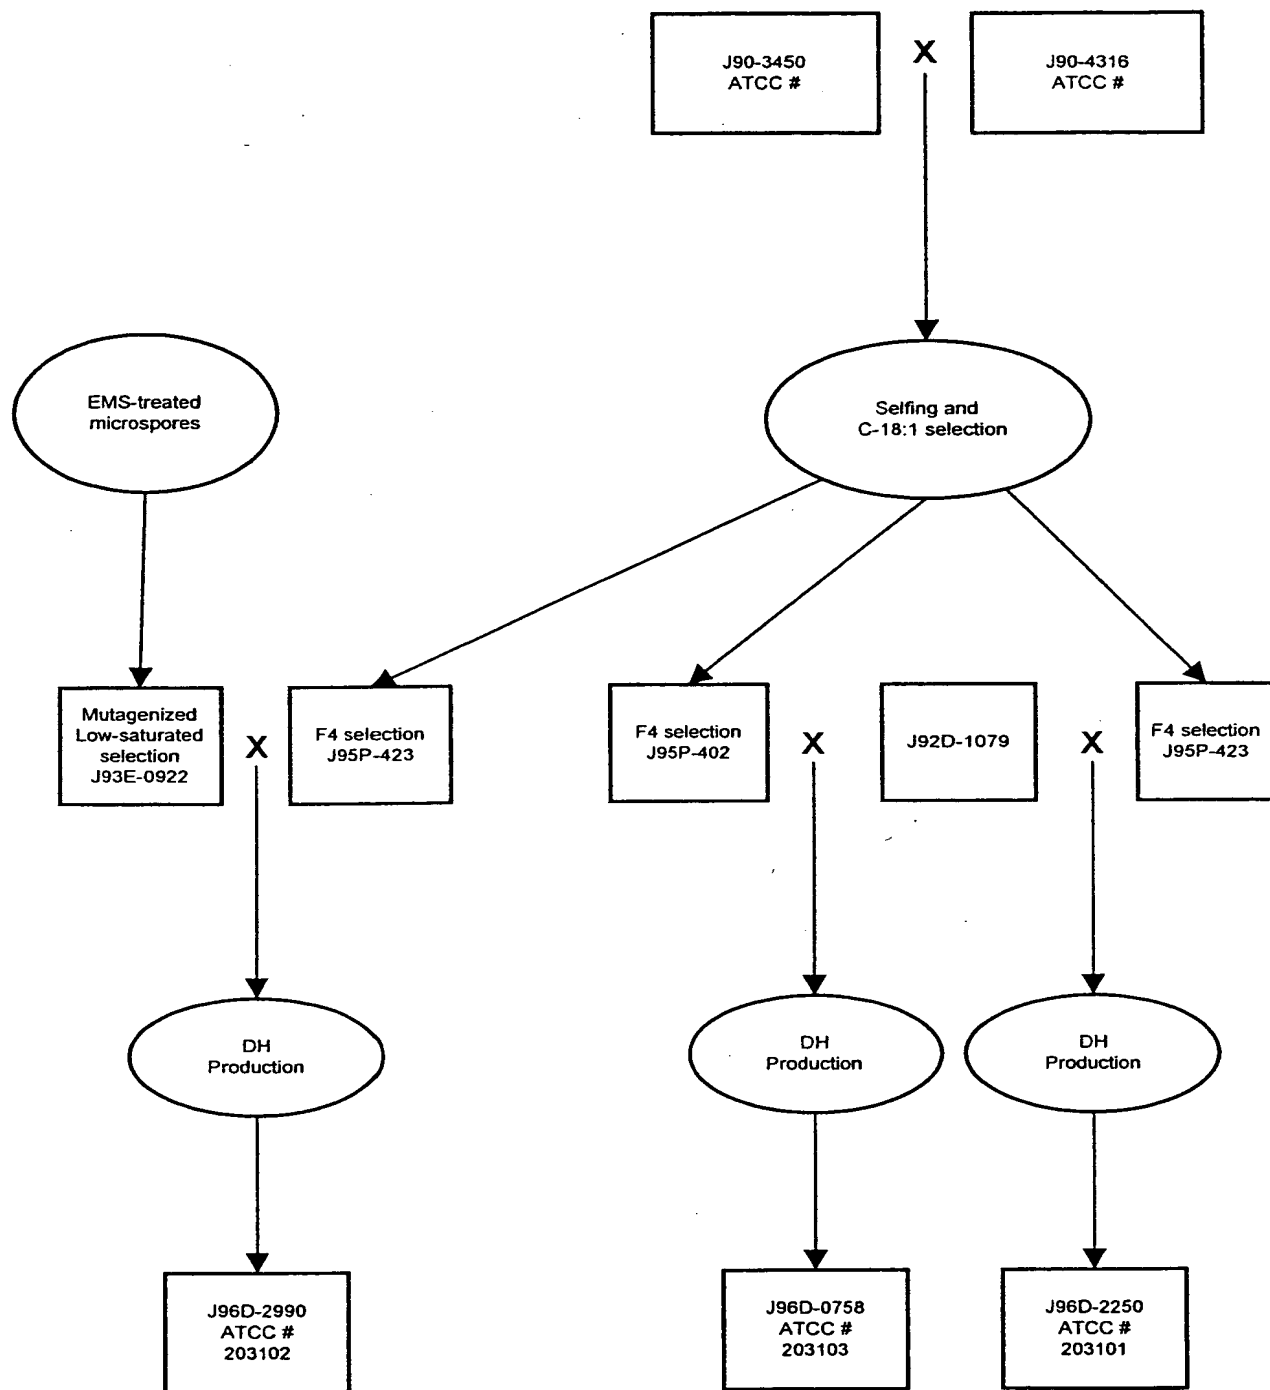 J90-3450
ATCC #
X
J90-4316
ATCC #
EMS-treated
microspores
Selfing and
C-18:1 selection
Mutagenized
Low-saturated
selection
J93E-0922
X
F4 selection
J95P-423
F4 selection
J95P-402
X
J92D-1079
X
F4 selection
J95P-423
DH
Production
DH
Production
DH
Production
J96D-2990
ATCC #
203102
J96D-0758
ATCC #
203103
J96D-2250
ATCC #
203101